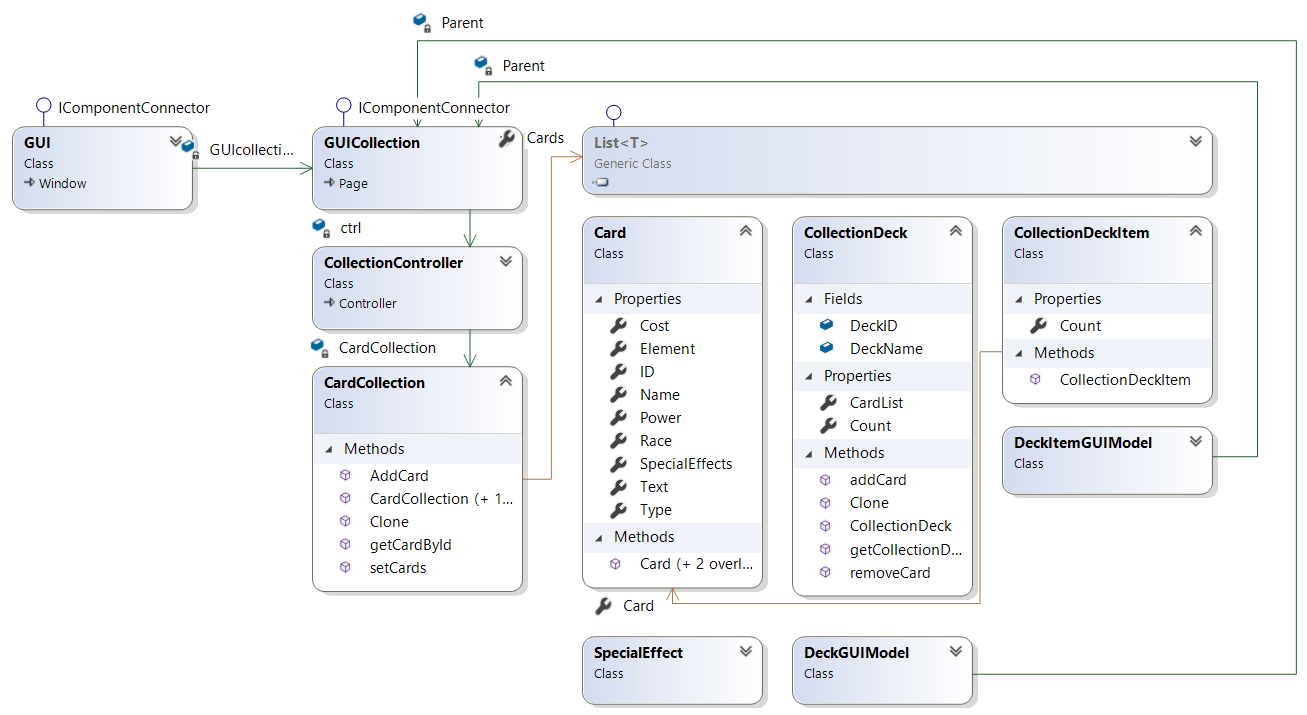 Parent
Parent
IComponentConnector
IComponentConnector
GUI
Class
Window
GUIcollecti...
GUICollection
Class
Page
Cards
List<T>
Generic Class
ctrl
CollectionController
Class
Controller
CardCollection
CardCollection
Class
Methods
AddCard
CardCollection (+ 1...
Clone
getCardById
setCards
Card
Class
Properties
Cost
Element
ID
Name
Power
Race
SpecialEffects
Text
Type
Methods
Card (+ 2 overl...
Card
CollectionDeck
Class
Fields
DeckID
DeckName
Properties
CardList
Count
Methods
addCard
Clone
CollectionDeck
getCollectionD...
removeCard
CollectionDeckItem
Class
Properties
Count
Methods
CollectionDeckItem
DeckItemGUIModel
Class
SpecialEffect
Class
DeckGUIModel
Class